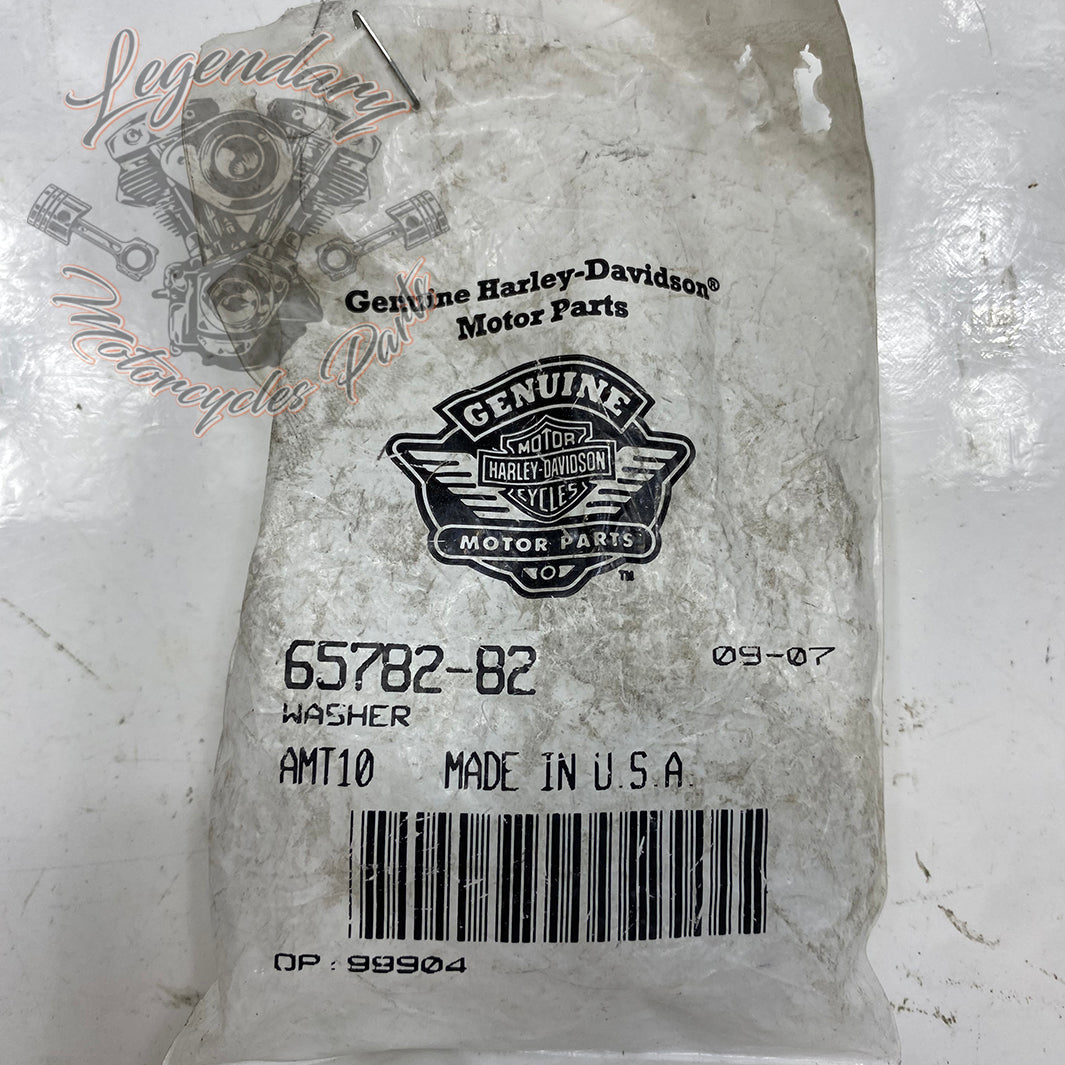 Legendary
Motorcycles Parts
Genuine Harley-Davidson®
Motor Parts
GENUINE
MOTOR
HARLEY-DAVIDSON
CYCLES
MOTOR PARTS
TM
65782-82
09-07
WASHER
AMT10 MADE IN U.S.A.
OP: 99904